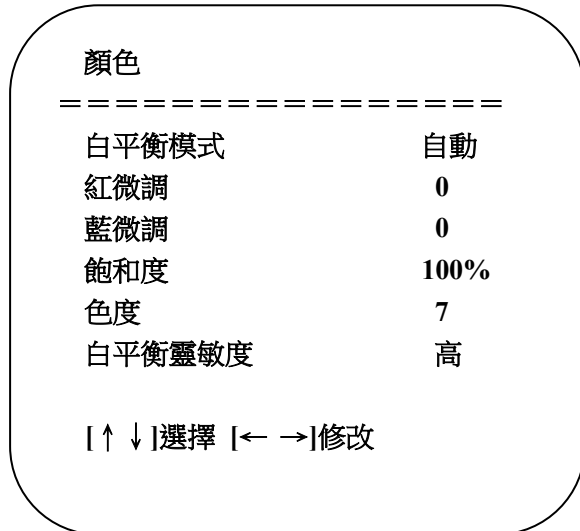 顏色
= = = = = = = = = = = = = = = =
白平衡模式 自動
紅微調 0
藍微調 0
飽和度 100%
色度 7
白平衡靈敏度 高
[↑↓]選擇 [← →]修改